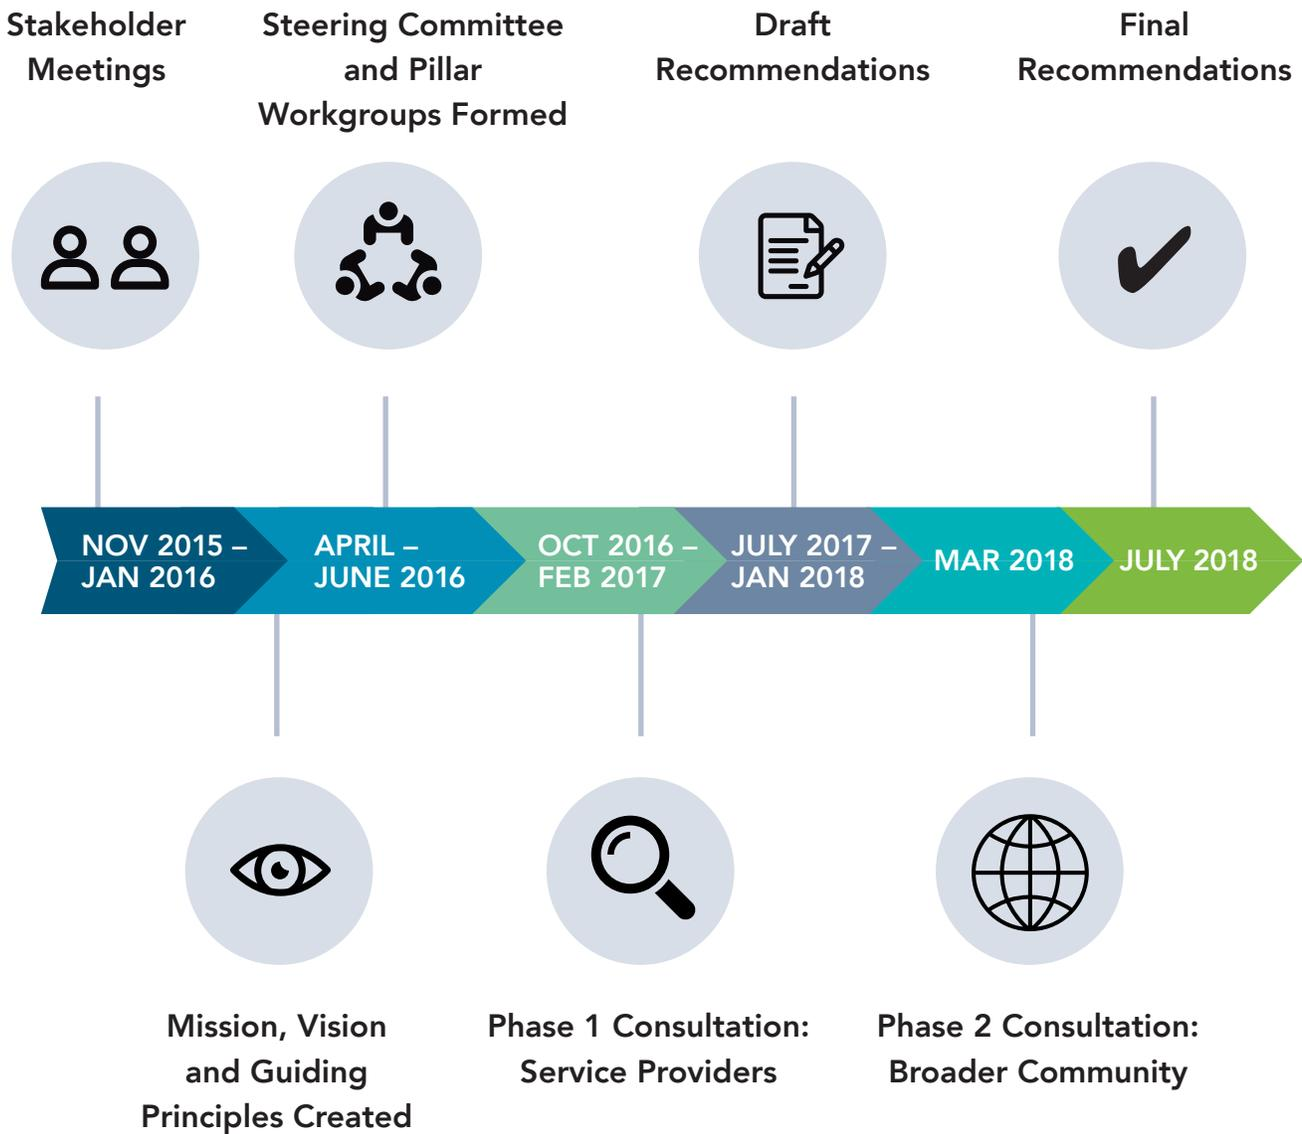 Stakeholder
Meetings
Steering Committee
and Pillar
Workgroups Formed
Draft
Recommendations
Final
Recommendations
NOV 2015 –
JAN 2016
APRIL –
JUNE 2016
OCT 2016 –
FEB 2017
JULY 2017 –
JAN 2018
MAR 2018
JULY 2018
Mission, Vision
and Guiding
Principles Created
Phase 1 Consultation:
Service Providers
Phase 2 Consultation:
Broader Community